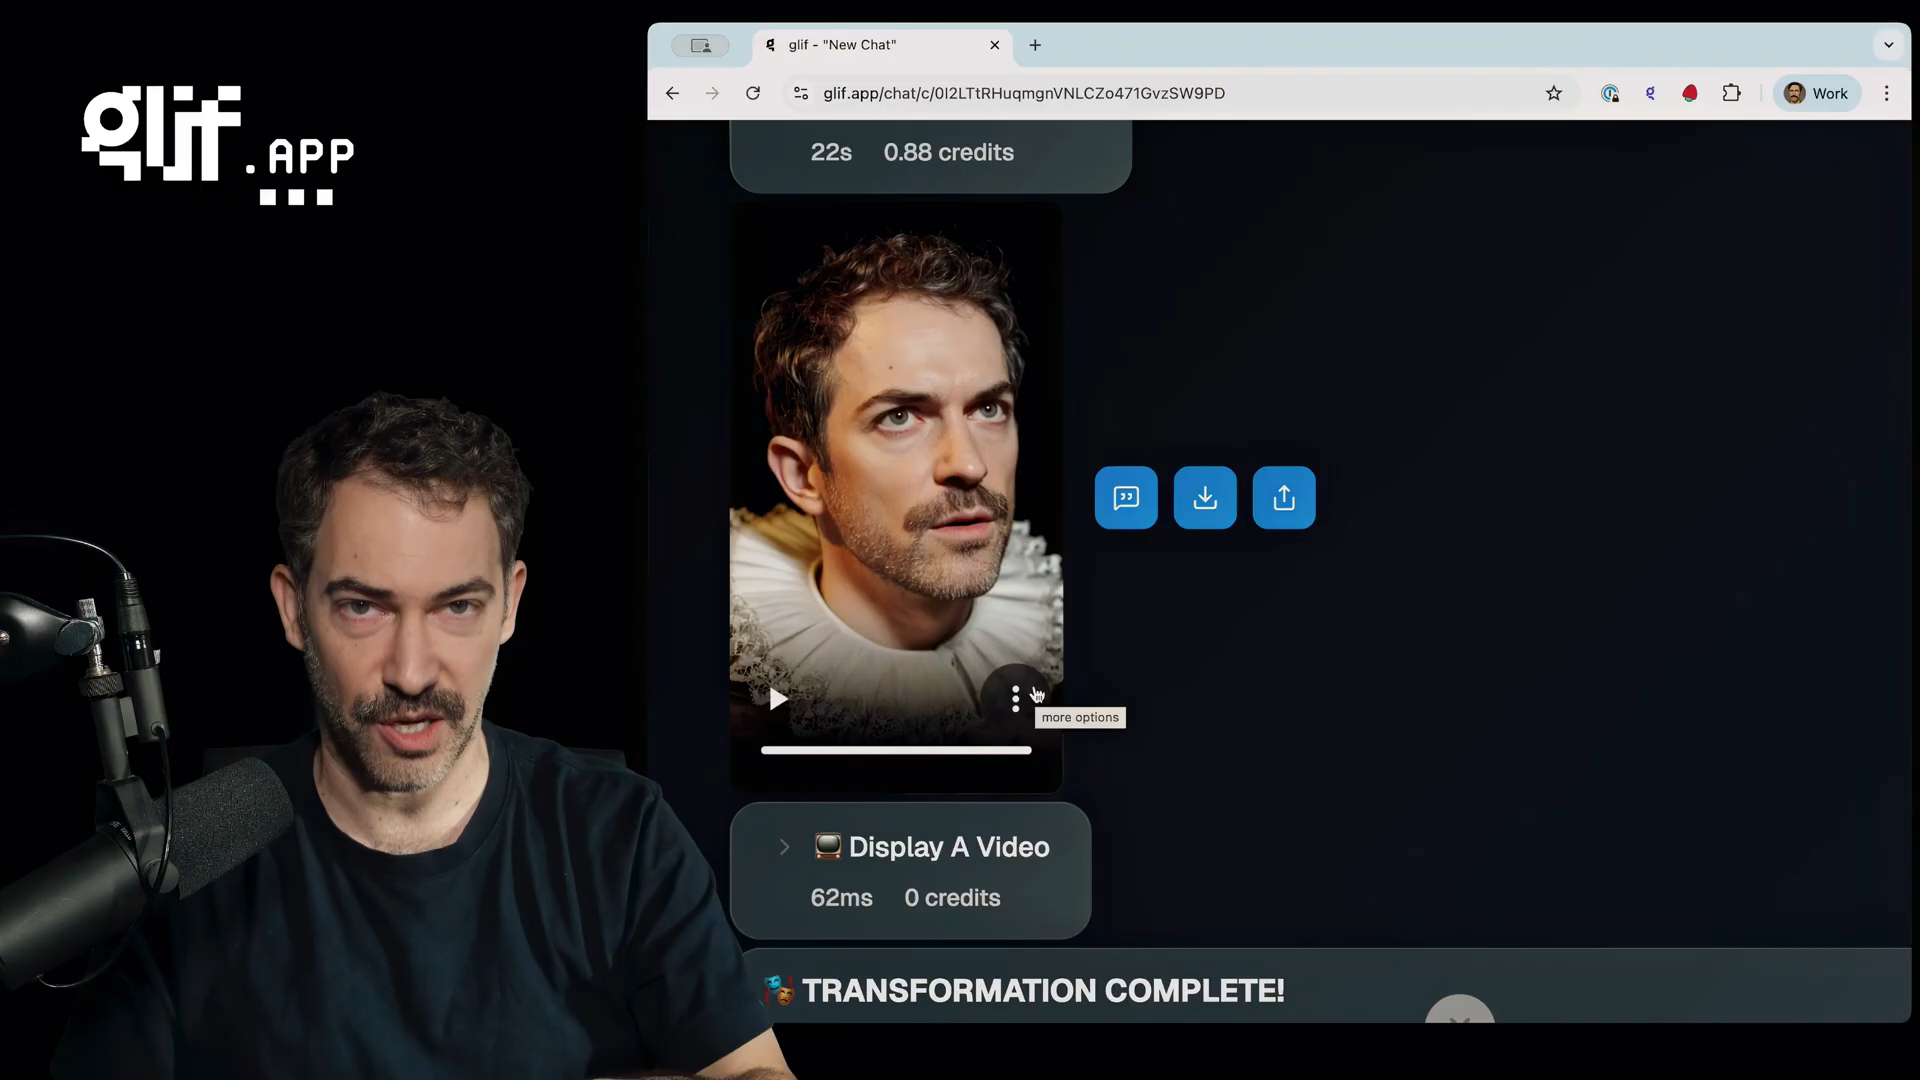 glif
.APP
glif - "New Chat"
glif.app/chat/c/0I2LTtRHuqmgnVNLCZo471GvzSW9PD
Work
22s 0.88 credits
more options
Display A Video
62ms 0 credits
TRANSFORMATION COMPLETE!